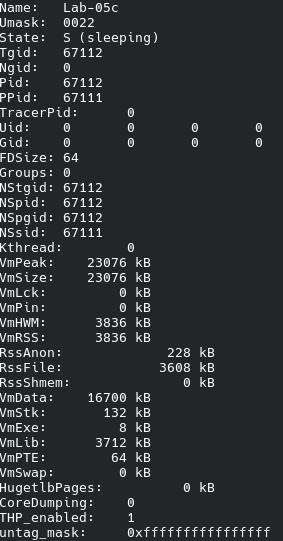 Name:	Lab-05c
Umask:	0022
State:	S (sleeping)
Tgid:	67112
Ngid:	0
Pid:	67112
PPid:	67111
TracerPid:	0
Uid:	0	0	0	0
Gid:	0	0	0	0
FDSize:	64
Groups:	0
NStgid:	67112
NSpid:	67112
NSpgid:	67112
NSsid:	67111
Kthread:	0
VmPeak:	   23076 kB
VmSize:	   23076 kB
VmLck:	       0 kB
VmPin:	       0 kB
VmHWM:	    3836 kB
VmRSS:	    3836 kB
RssAnon:	     228 kB
RssFile:	    3608 kB
RssShmem:	       0 kB
VmData:	   16700 kB
VmStk:	     132 kB
VmExe:	       8 kB
VmLib:	    3712 kB
VmPTE:	      64 kB
VmSwap:	       0 kB
HugetlbPages:	       0 kB
CoreDumping:	0
THP_enabled:	1
untag_mask:	0xffffffffffffffff